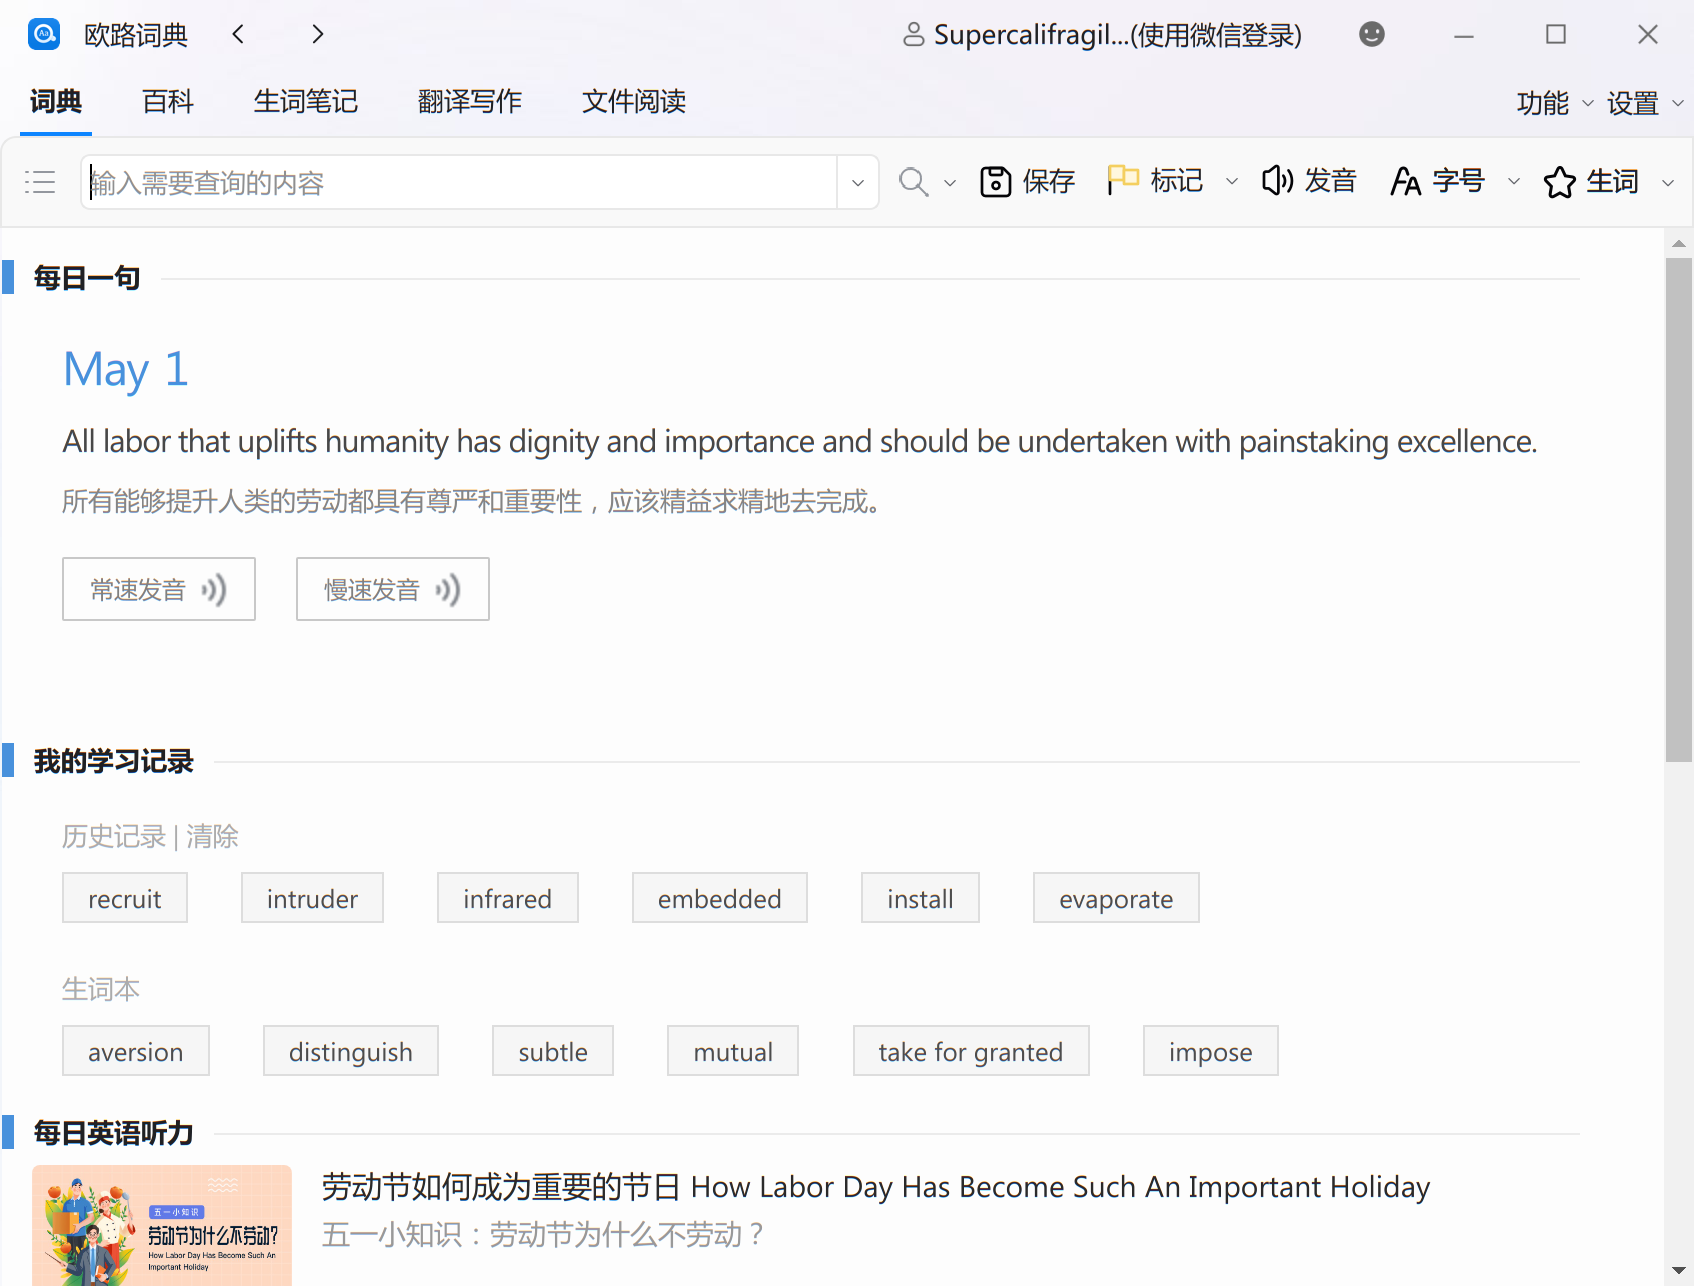 欧路词典
Supercalifragil...(使用微信登录)
词典 百科 生词笔记 翻译写作 文件阅读 功能 设置
输入需要查询的内容 保存 标记 发音 字号 生词
每日一句
May 1
All labor that uplifts humanity has dignity and importance and should be undertaken with painstaking excellence.
所有能够提升人类的劳动都具有尊严和重要性，应该精益求精地去完成。
常速发音 慢速发音
我的学习记录
历史记录 | 清除
recruit intruder infrared embedded install evaporate
生词本
aversion distinguish subtle mutual take for granted impose
每日英语听力
五一小知识
劳动节为什么不劳动?
How Labor Day Has Become Such An
Important Holiday
劳动节如何成为重要的节日 How Labor Day Has Become Such An Important Holiday
五一小知识：劳动节为什么不劳动？